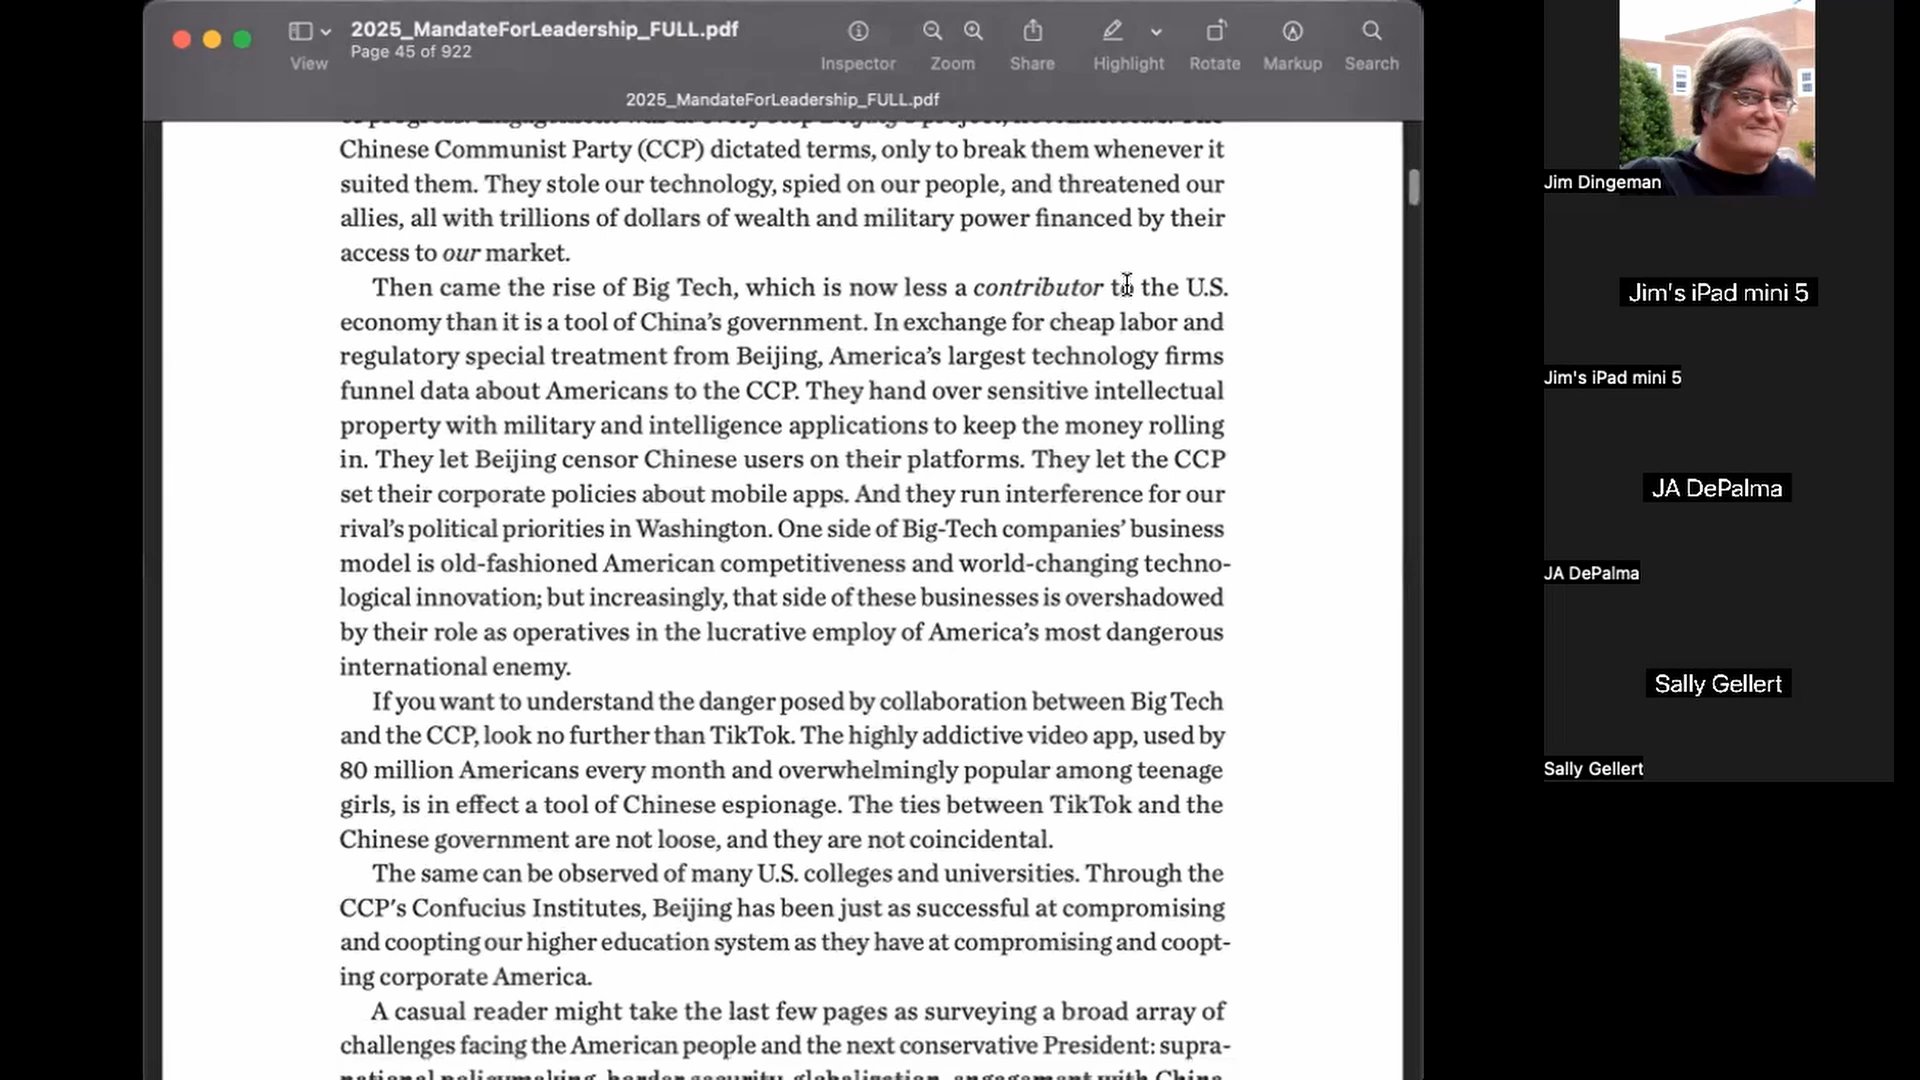 2025_MandateForLeadership_FULL.pdf
Page 45 of 922
View
Inspector
Zoom
Share
Highlight
Rotate
Markup
Search
2025_MandateForLeadership_FULL.pdf
Chinese Communist Party (CCP) dictated terms, only to break them whenever it
suited them. They stole our technology, spied on our people, and threatened our
allies, all with trillions of dollars of wealth and military power financed by their
access to our market.
Then came the rise of Big Tech, which is now less a contributor to the U.S.
economy than it is a tool of China’s government. In exchange for cheap labor and
regulatory special treatment from Beijing, America’s largest technology firms
funnel data about Americans to the CCP. They hand over sensitive intellectual
property with military and intelligence applications to keep the money rolling
in. They let Beijing censor Chinese users on their platforms. They let the CCP
set their corporate policies about mobile apps. And they run interference for our
rival’s political priorities in Washington. One side of Big-Tech companies’ business
model is old-fashioned American competitiveness and world-changing techno-
logical innovation; but increasingly, that side of these businesses is overshadowed
by their role as operatives in the lucrative employ of America’s most dangerous
international enemy.
If you want to understand the danger posed by collaboration between Big Tech
and the CCP, look no further than TikTok. The highly addictive video app, used by
80 million Americans every month and overwhelmingly popular among teenage
girls, is in effect a tool of Chinese espionage. The ties between TikTok and the
Chinese government are not loose, and they are not coincidental.
The same can be observed of many U.S. colleges and universities. Through the
CCP’s Confucius Institutes, Beijing has been just as successful at compromising
and coopting our higher education system as they have at compromising and coopt-
ing corporate America.
A casual reader might take the last few pages as surveying a broad array of
challenges facing the American people and the next conservative President: supra-
national policymaking, border security, globalization, engagement with China
Jim Dingeman
Jim's iPad mini 5
Jim's iPad mini 5
JA DePalma
JA DePalma
Sally Gellert
Sally Gellert